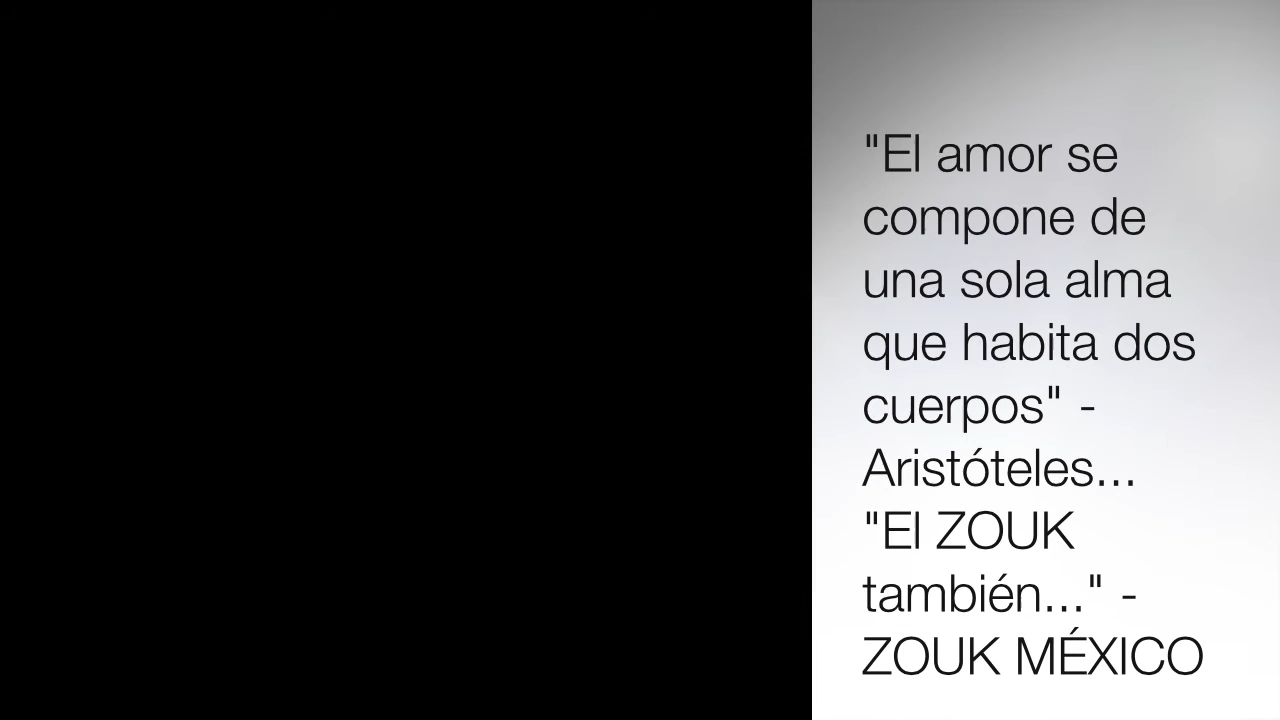 "El amor se
compone de
una sola alma
que habita dos
cuerpos" -
Aristóteles...
"El ZOUK
también..." -
ZOUK MÉXICO